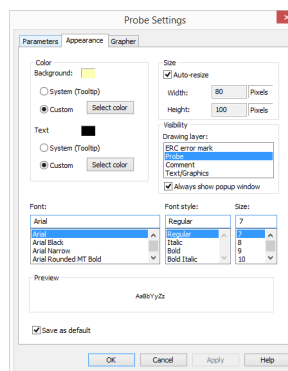 Probe Settings
Parameters Appearance Grapher
Color
Background:
System (Tooltip)
Custom Select color
Text
System (Tooltip)
Custom Select color
Size
Auto-resize
Width: 80 Pixels
Height: 100 Pixels
Visibility
Drawing layer:
ERC error mark
Probe
Comment
Text/Graphics
Always show popup window
Font: Font style: Size:
Arial Regular 7
Arial Regular 7
Arial Black Italic 8
Arial Narrow Bold 9
Arial Rounded MT Bold Bold Italic 10
Preview
AaBbYyZz
Save as default
OK Cancel Apply Help